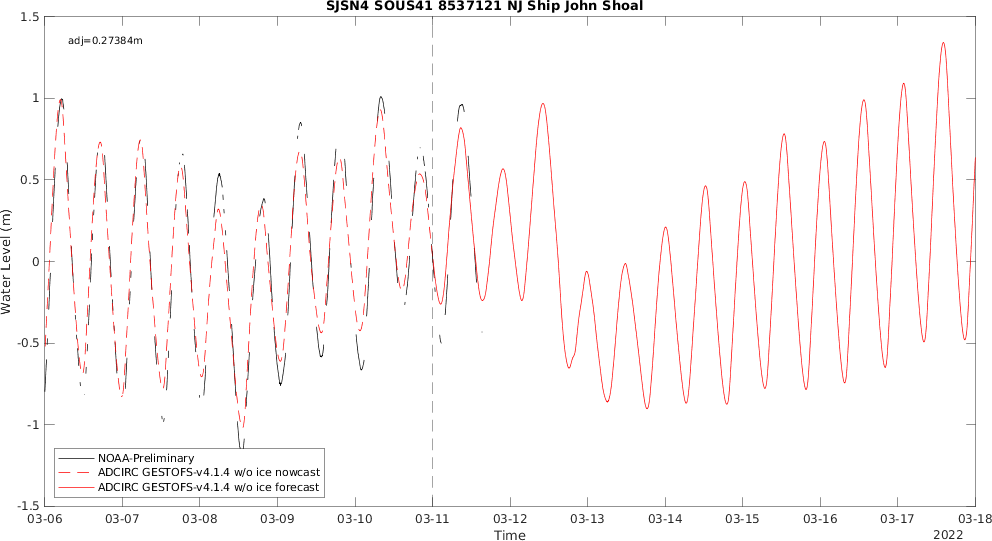 SJSN4 SOUS41 8537121 NJ Ship John Shoal
adj=0.27384m
1.5
1
0.5
0
-0.5
-1
-1.5
Water Level (m)
NOAA-Preliminary
ADCIRC GESTOFS-v4.1.4 w/o ice nowcast
ADCIRC GESTOFS-v4.1.4 w/o ice forecast
03-06 03-07 03-08 03-09 03-10 03-11 03-12 03-13 03-14 03-15 03-16 03-17 03-18
Time
2022